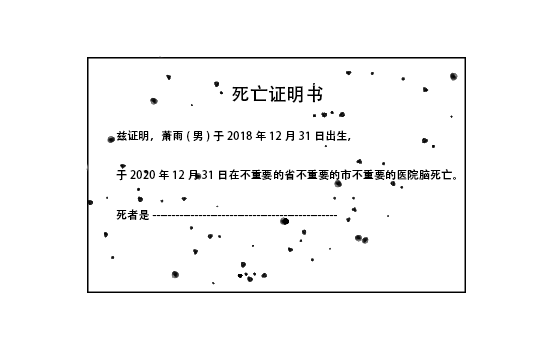 死亡证明书
兹证明，萧雨 ( 男 ) 于 2018 年 12 月 31 日出生，
于 2020 年 12 月 31 日在不重要的省不重要的市不重要的医院脑死亡。
死者是 ------------------------------------------------